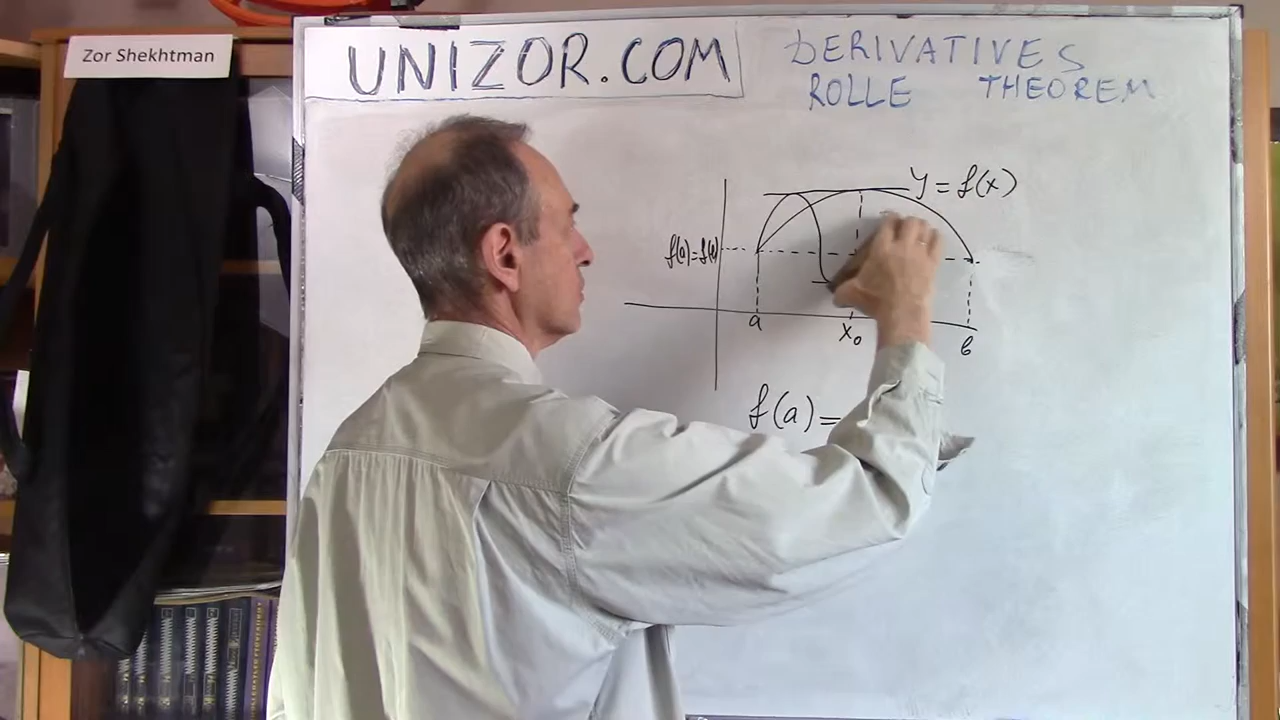 Zor Shekhtman
UNIZOR.COM
DERIVATIVES
ROLLE THEOREM
y = f(x)
f(a)=f(b)
a
x₀
b
f(a)=